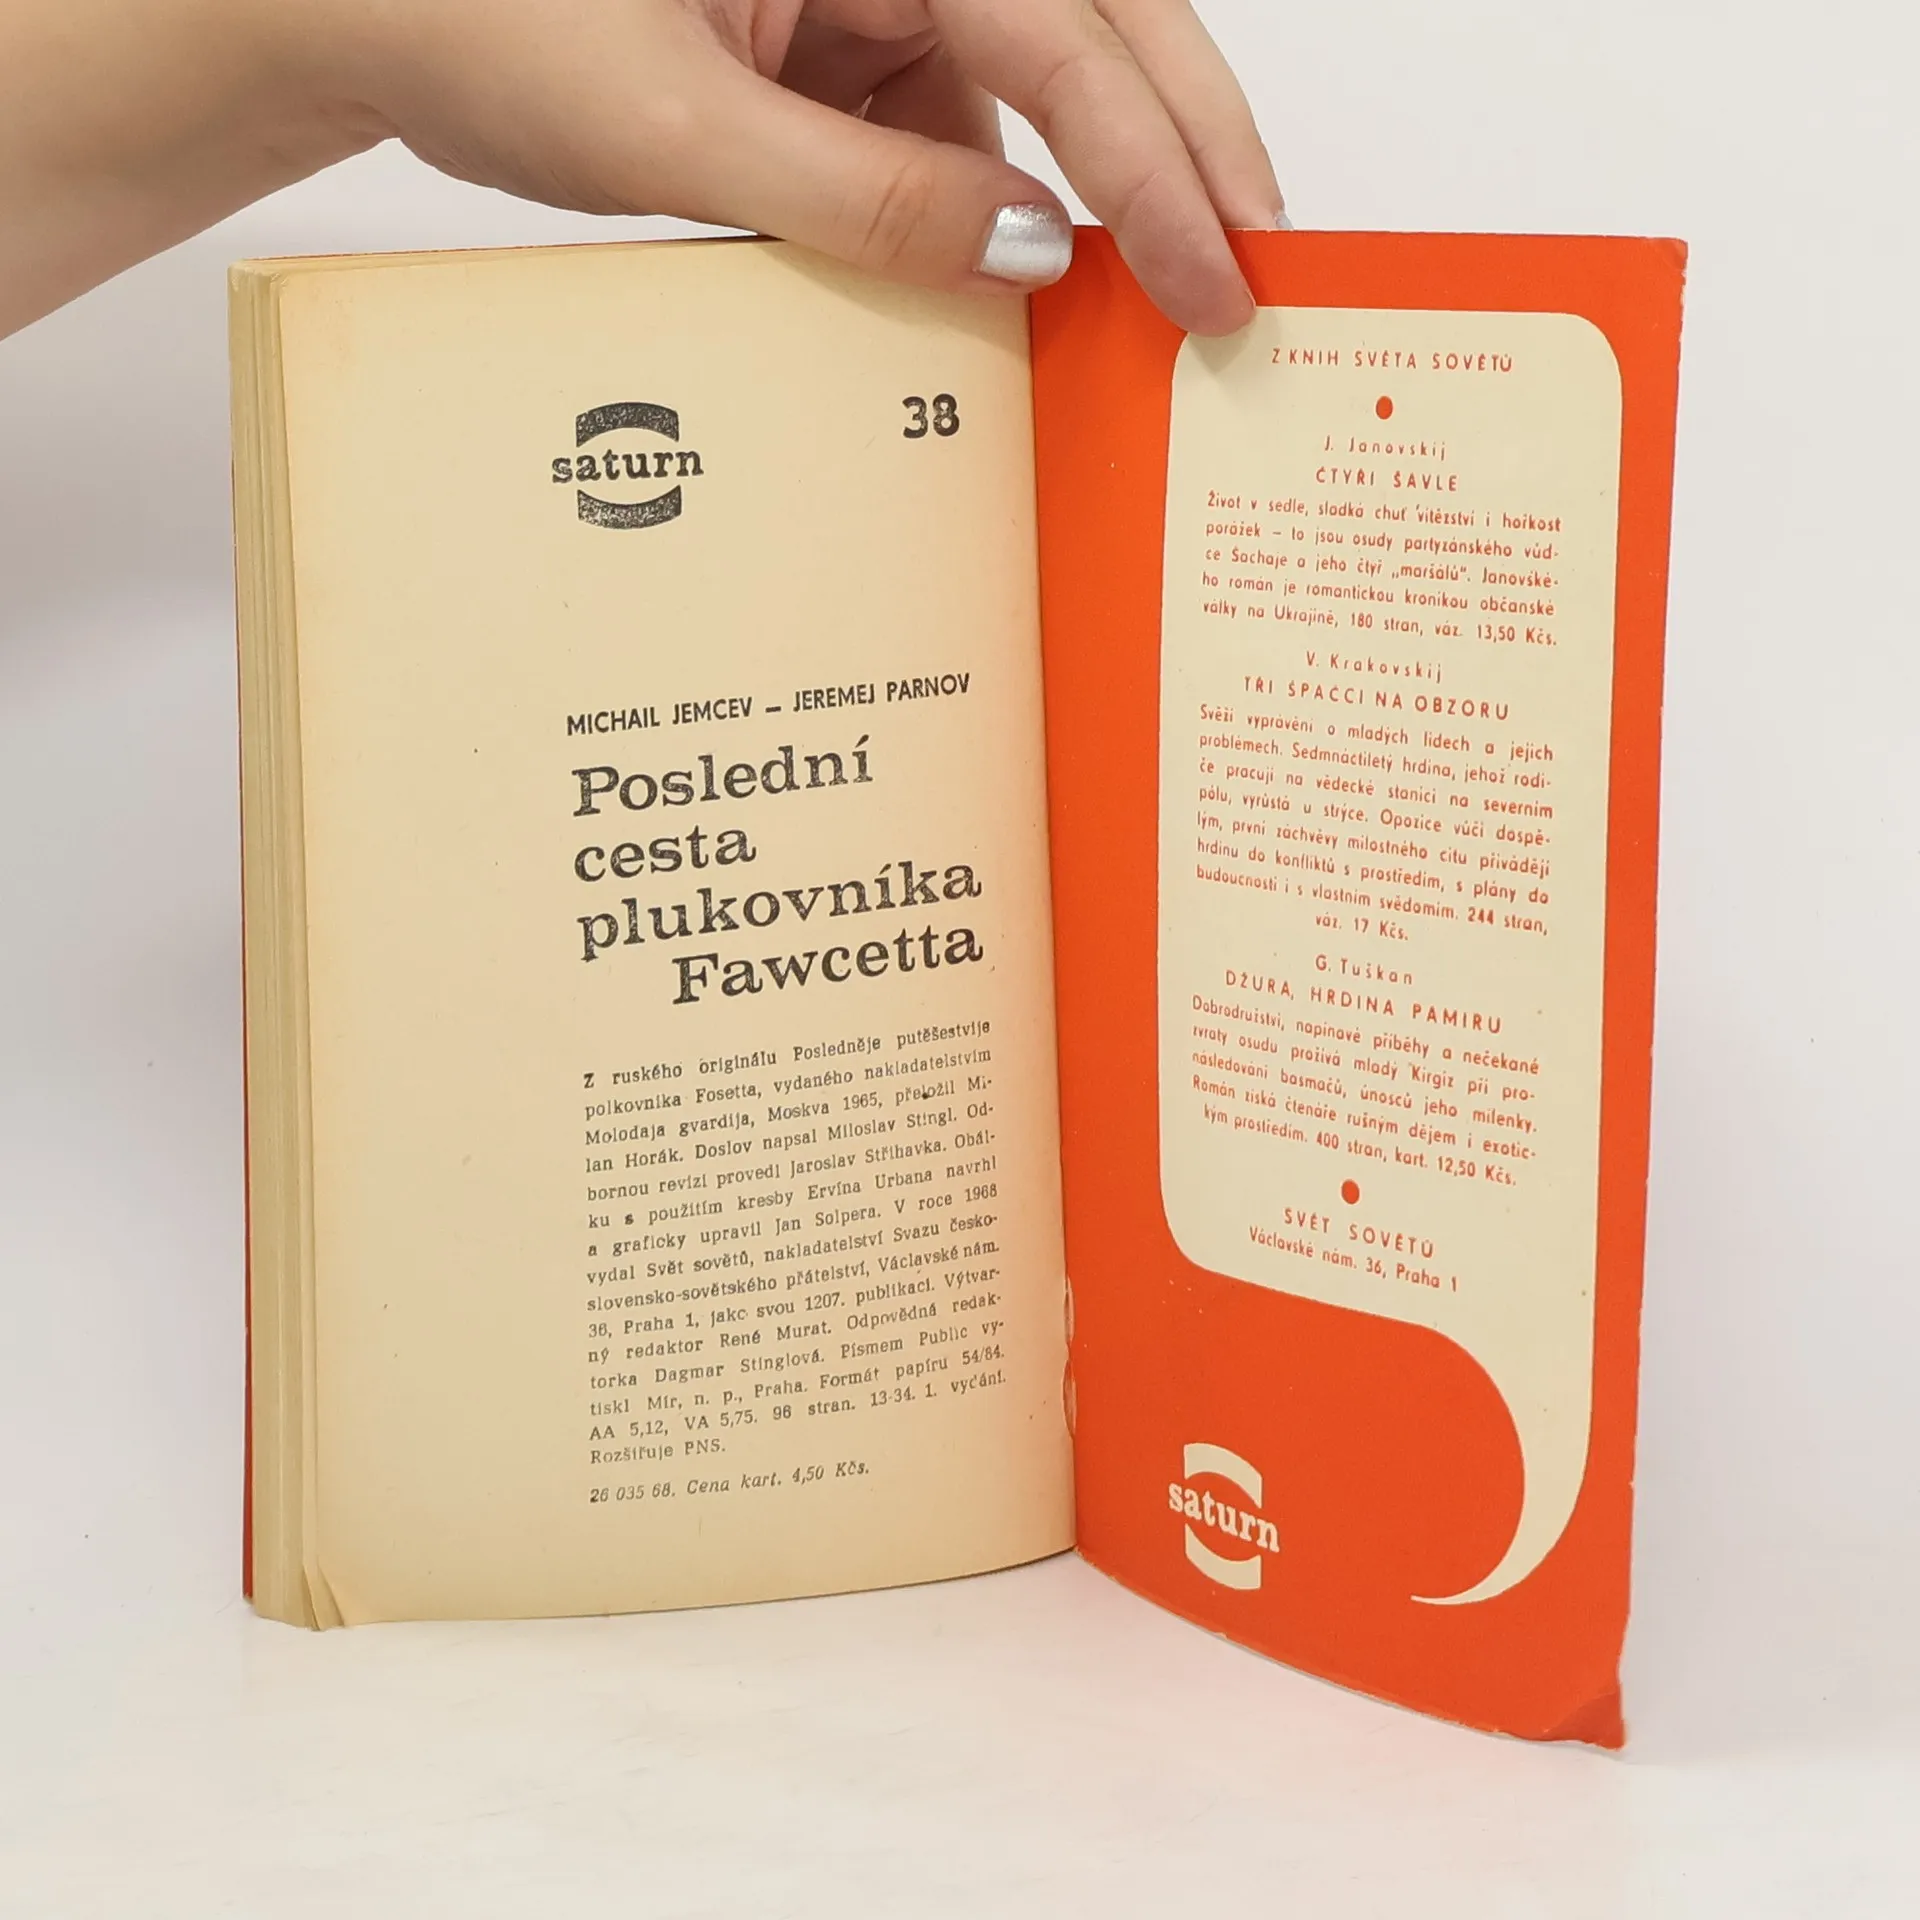 saturn
38
MICHAIL JEMCEV – JEREMEJ PARNOV
Poslední
cesta
plukovníka
Fawcetta
Z ruského originálu Posledněje putěšestvije
polkovnika Fosetta, vydaného nakladatelstvím
Molodaja gvardija, Moskva 1965, přeložil Mi-
lan Horák. Doslov napsal Miloslav Stingl. Od-
bornou revizi provedl Jaroslav Střihavka. Obál-
ku s použitím kresby Ervína Urbana navrhl
a graficky upravil Jan Solpera. V roce 1968
vydal Svět sovětů, nakladatelství Svazu česko-
slovensko-sovětského přátelství, Václavské nám.
36, Praha 1, jako svou 1207. publikaci. Výtvar-
ný redaktor René Murat. Odpovědná redak-
torka Dagmar Stinglová. Písmem Public vy-
tiskl Mír, n. p., Praha. Formát papíru 54/84.
AA 5,12, VA 5,75. 96 stran. 13-34. 1. vydání.
Rozšiřuje PNS.
26 035 68. Cena kart. 4,50 Kčs.
Z KNIH SVĚTA SOVĚTŮ
J. Janovskij
ČTYŘI ŠAVLE
Život v sedle, sladká chuť vítězství i hořkost
porážek – to jsou osudy partyzánského vůd-
ce Šachaje a jeho čtyř „maršálů“. Janovské-
ho román je romantickou kronikou občanské
války na Ukrajině, 180 stran, váz. 13,50 Kčs.
V. Krakovskij
TŘI ŠPAČCI NA OBZORU
Svěží vyprávění o mladých lidech a jejich
problémech. Sedmnáctiletý hrdina, jehož rodi-
če pracují na vědecké stanici na severním
pólu, vyrůstá u strýce. Opozice vůči dospě-
lým, první záchvěvy milostného citu přivádějí
hrdinu do konfliktů s prostředím, s plány do
budoucnosti i s vlastním svědomím. 244 stran,
váz. 17 Kčs.
G. Tuškan
DŽURA, HRDINA PAMIRU
Dobrodružství, napínavé příběhy a nečekané
zvraty osudu prožívá mladý Kirgiz při pro-
následování basmačů, únosců jeho milenky.
Román získá čtenáře rušným dějem i exotic-
kým prostředím. 400 stran, kart. 12,50 Kčs.
SVĚT SOVĚTŮ
Václavské nám. 36, Praha 1
saturn